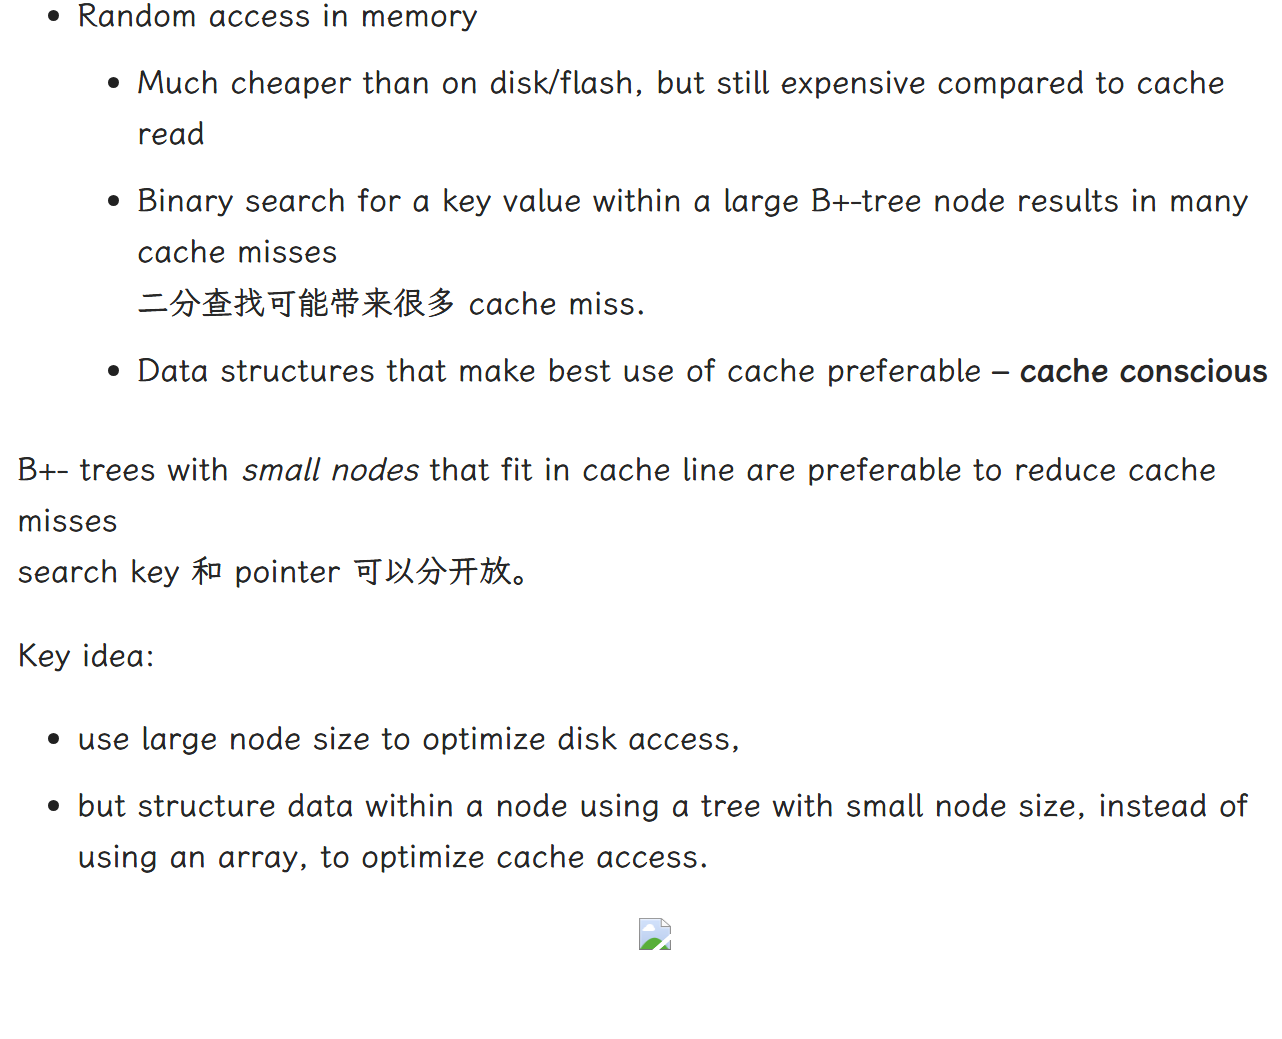 Random access in memory
Much cheaper than on disk/flash, but still expensive compared to cache
read
Binary search for a key value within a large B+-tree node results in many
cache misses
二分查找可能带来很多 cache miss.
Data structures that make best use of cache preferable – cache conscious
B+- trees with small nodes that fit in cache line are preferable to reduce cache
misses
search key 和 pointer 可以分开放。
Key idea:
use large node size to optimize disk access,
but structure data within a node using a tree with small node size, instead of
using an array, to optimize cache access.